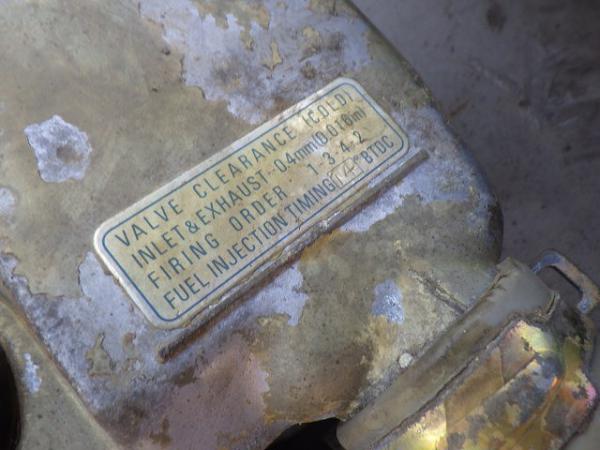 VALVE CLEARANCE (COLD)
INLET & EXHAUST--0.4mm(0.016in)
FIRING ORDER 1-3-4-2
FUEL INJECTION TIMING 14° BTDC